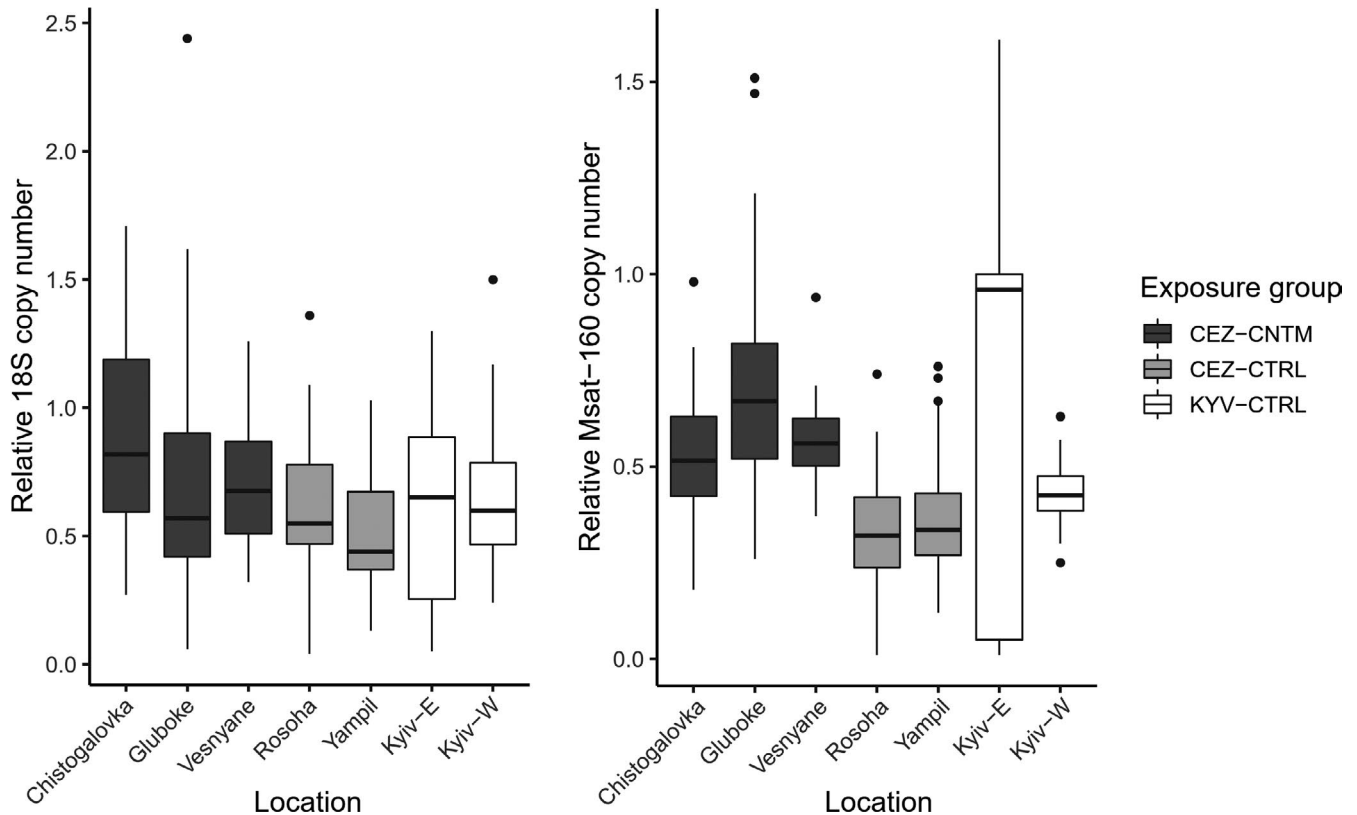 Relative 18S copy number
2.5
2.0
1.5
1.0
0.5
0.0
Chistogalovka
Gluboke
Vesnyane
Rosoha
Yampil
Kyiv−E
Kyiv−W
Location
Relative Msat−160 copy number
1.5
1.0
0.5
0.0
Chistogalovka
Gluboke
Vesnyane
Rosoha
Yampil
Kyiv−E
Kyiv−W
Location
Exposure group
CEZ−CNTM
CEZ−CTRL
KYV−CTRL